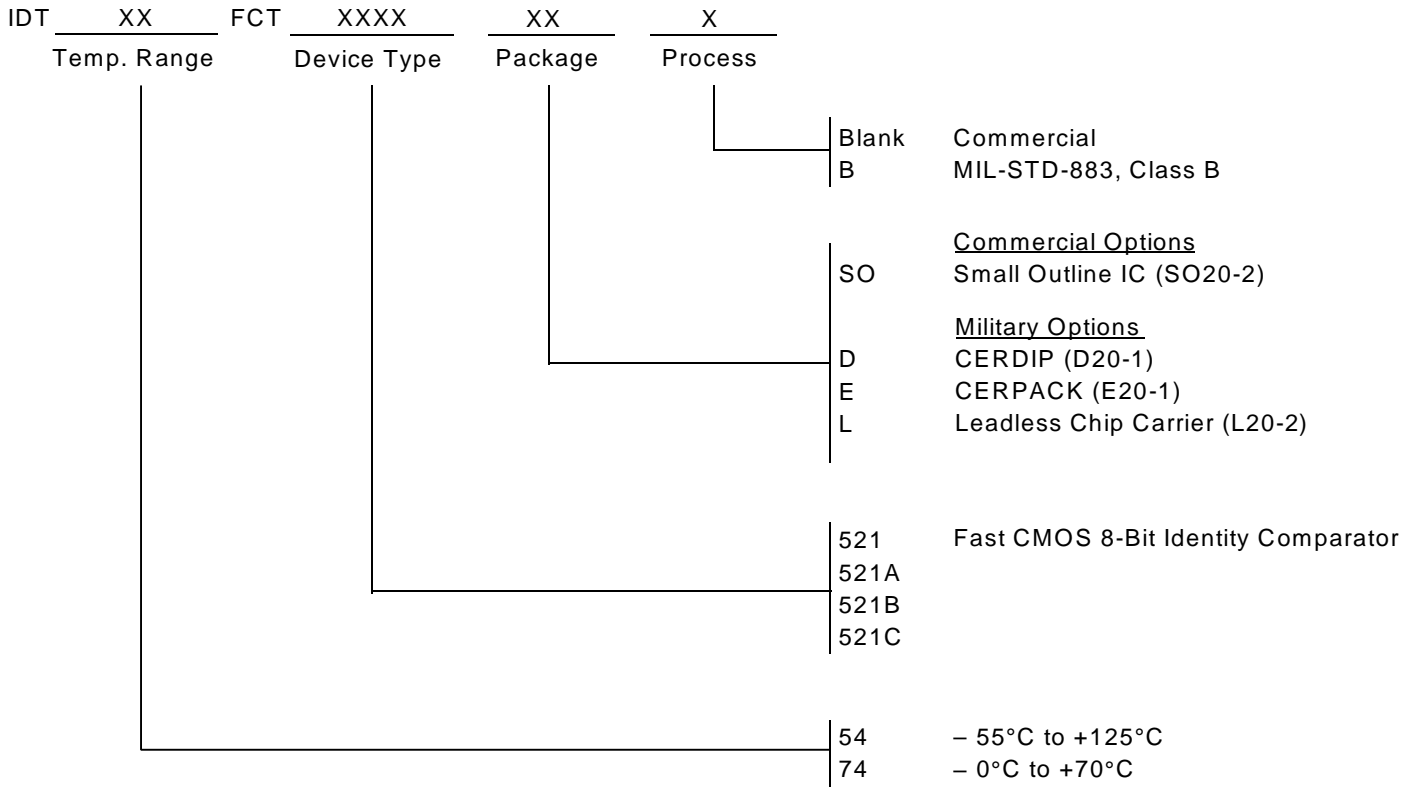 IDT XX FCT XXXX XX X
Temp. Range Device Type Package Process
Blank Commercial
B MIL-STD-883, Class B
Commercial Options
SO Small Outline IC (SO20-2)
Military Options
D CERDIP (D20-1)
E CERPACK (E20-1)
L Leadless Chip Carrier (L20-2)
521 Fast CMOS 8-Bit Identity Comparator
521A
521B
521C
54 – 55°C to +125°C
74 – 0°C to +70°C